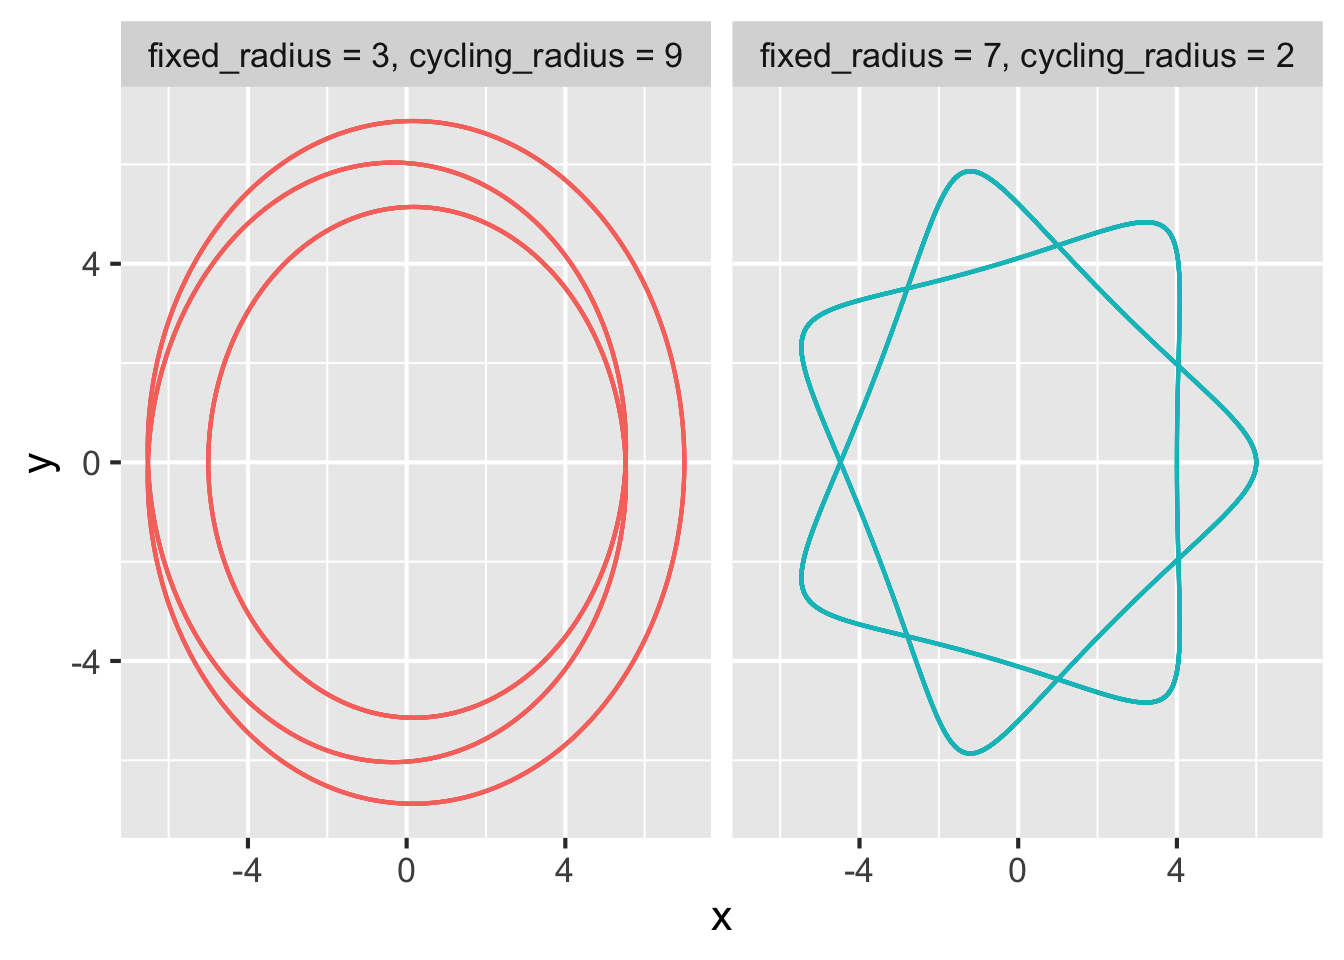 fixed_radius = 3, cycling_radius = 9
fixed_radius = 7, cycling_radius = 2
4
0
-4
y
-4 0 4
-4 0 4
x